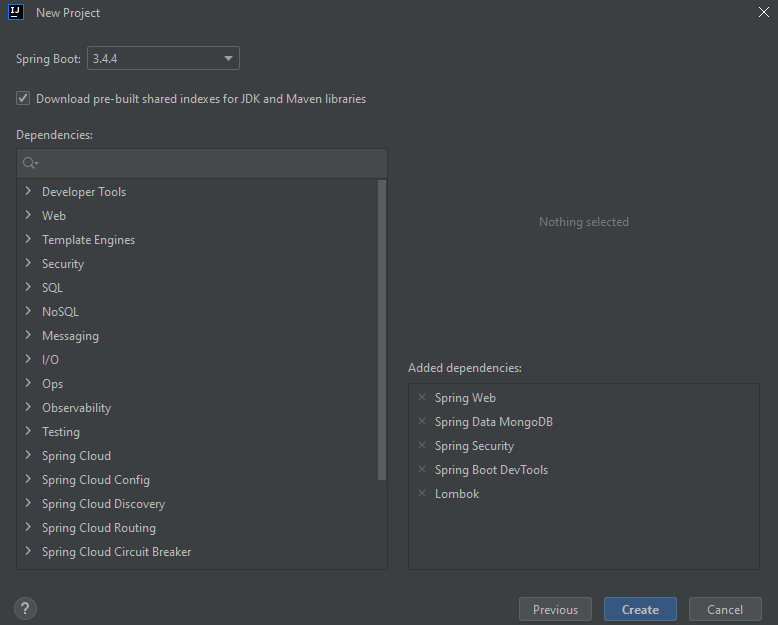 IJ New Project
Spring Boot: 3.4.4
Download pre-built shared indexes for JDK and Maven libraries
Dependencies:
Developer Tools
Web
Template Engines
Security
SQL
NoSQL
Messaging
I/O
Ops
Observability
Testing
Spring Cloud
Spring Cloud Config
Spring Cloud Discovery
Spring Cloud Routing
Spring Cloud Circuit Breaker
Nothing selected
Added dependencies:
Spring Web
Spring Data MongoDB
Spring Security
Spring Boot DevTools
Lombok
? Previous Create Cancel